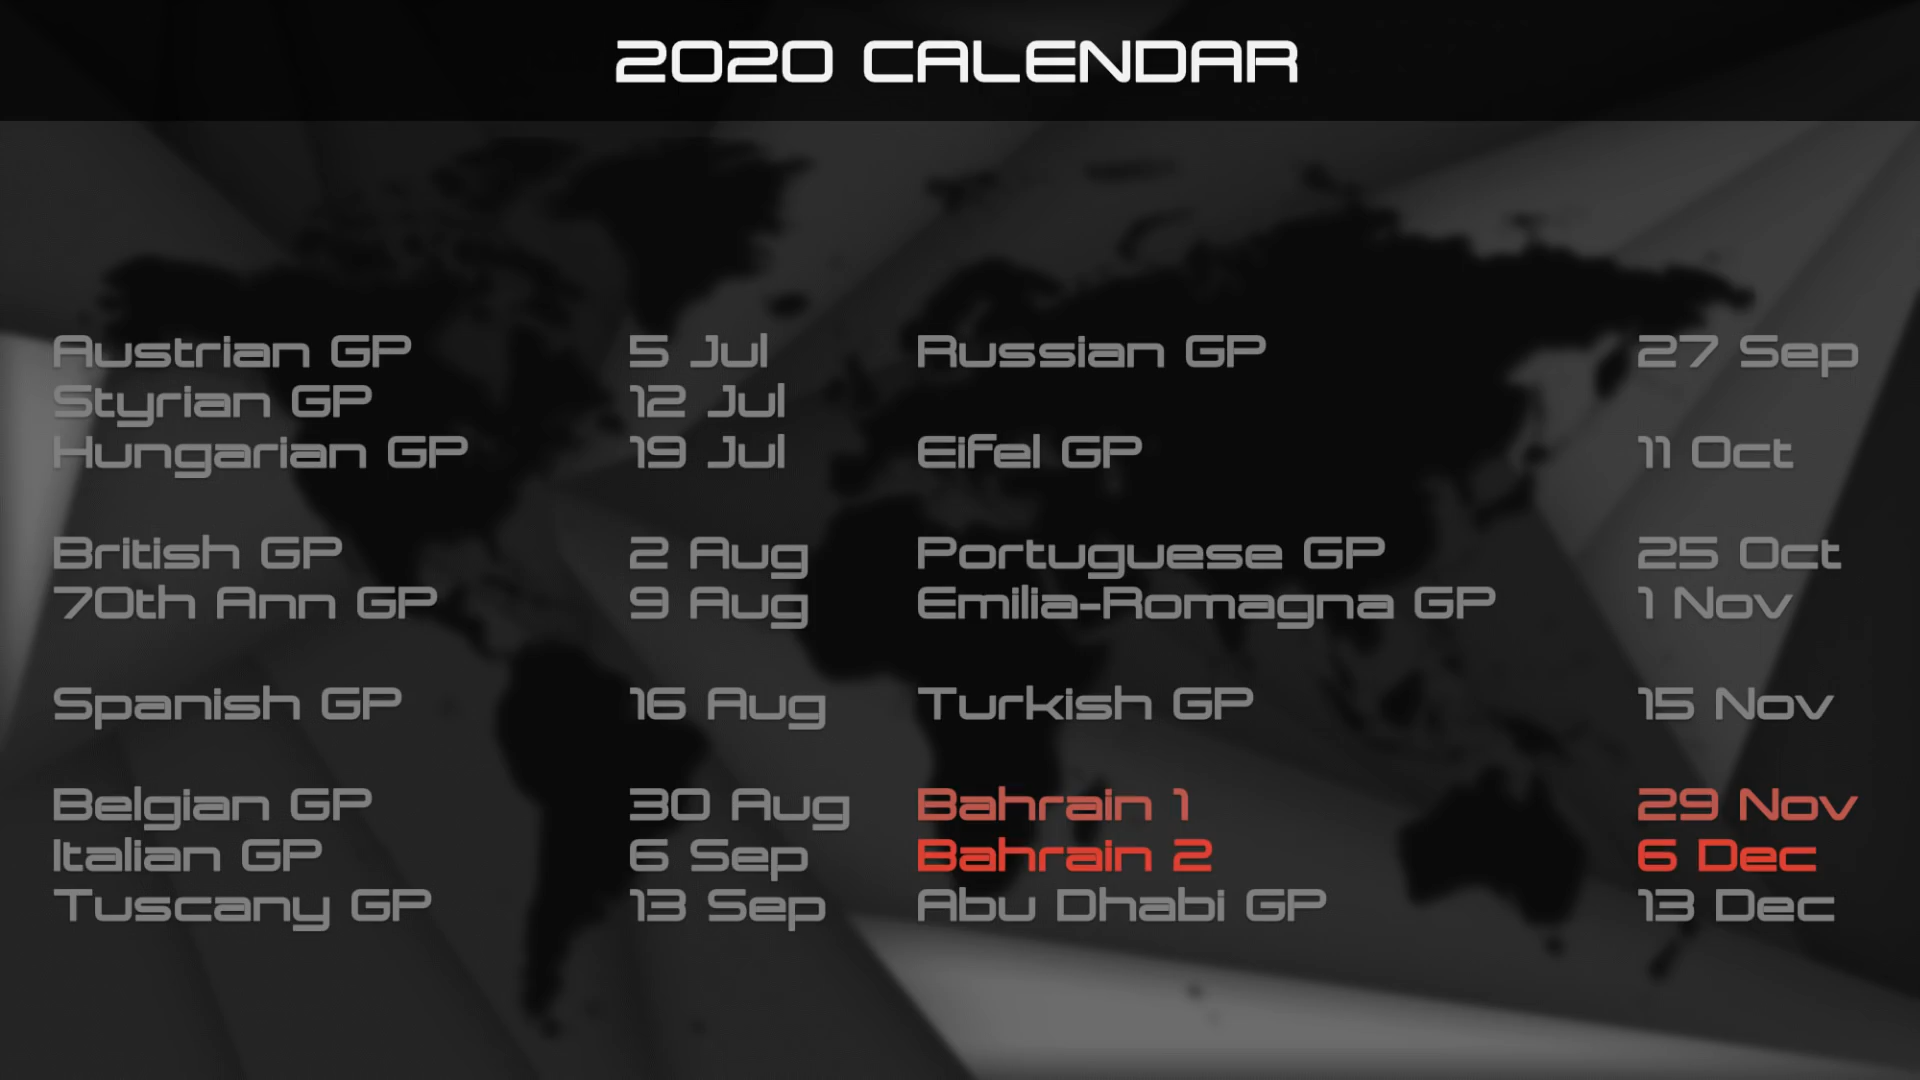 2020 CALENDAR
Austrian GP 5 Jul
Styrian GP 12 Jul
Hungarian GP 19 Jul
British GP 2 Aug
70th Ann GP 9 Aug
Spanish GP 16 Aug
Belgian GP 30 Aug
Italian GP 6 Sep
Tuscany GP 13 Sep
Russian GP 27 Sep
Eifel GP 11 Oct
Portuguese GP 25 Oct
Emilia-Romagna GP 1 Nov
Turkish GP 15 Nov
Bahrain 1 29 Nov
Bahrain 2 6 Dec
Abu Dhabi GP 13 Dec